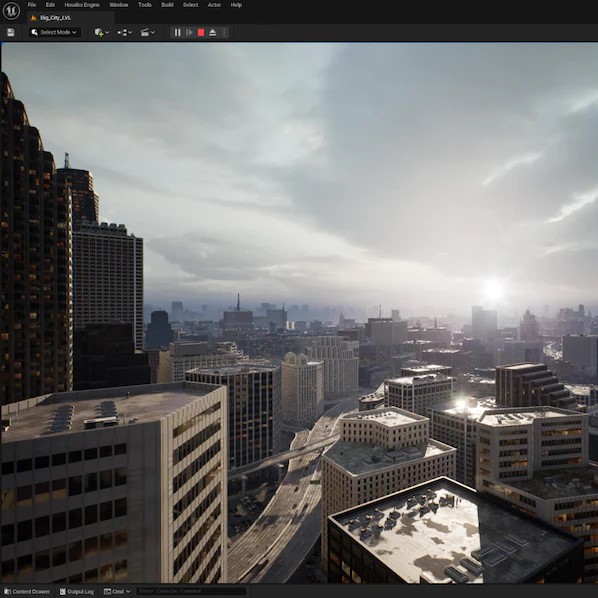 File Edit Houdini Engine Window Tools Build Select Actor Help
Big_City_LVL
Select Mode
Content Drawer Output Log Cmd Enter Console Command